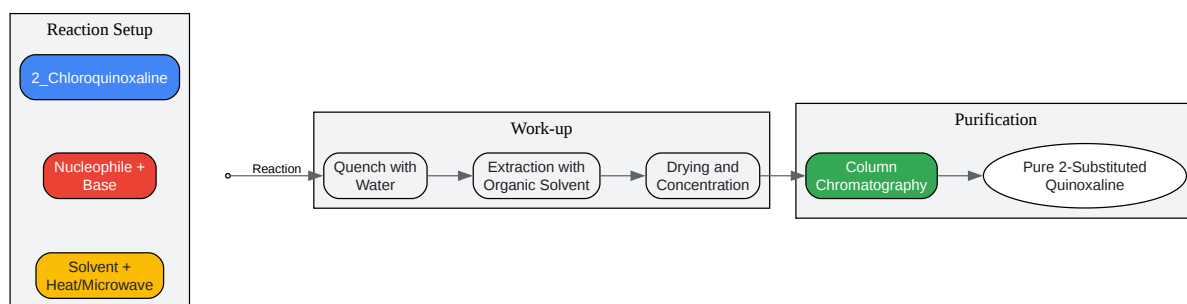 Reaction Setup
2_Chloroquinoxaline
Nucleophile +
Base
Solvent +
Heat/Microwave
Reaction
Work-up
Quench with
Water
Extraction with
Organic Solvent
Drying and
Concentration
Purification
Column
Chromatography
Pure 2-Substituted
Quinoxaline